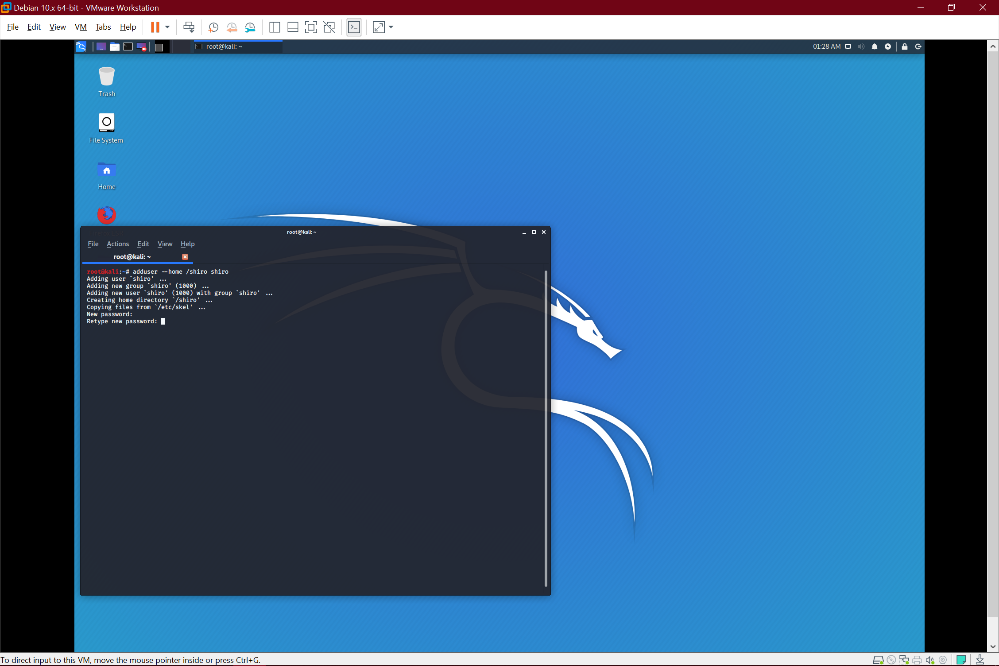 Debian 10.x 64-bit - VMware Workstation
File Edit View VM Tabs Help
root@kali: ~
01:28 AM
Trash
File System
Home
root@kali: ~
File Actions Edit View Help
root@kali: ~
root@kali:~# adduser --home /shiro shiro
Adding user `shiro' ...
Adding new group `shiro' (1000) ...
Adding new user `shiro' (1000) with group `shiro' ...
Creating home directory `/shiro' ...
Copying files from `/etc/skel' ...
New password:
Retype new password:
To direct input to this VM, move the mouse pointer inside or press Ctrl+G.